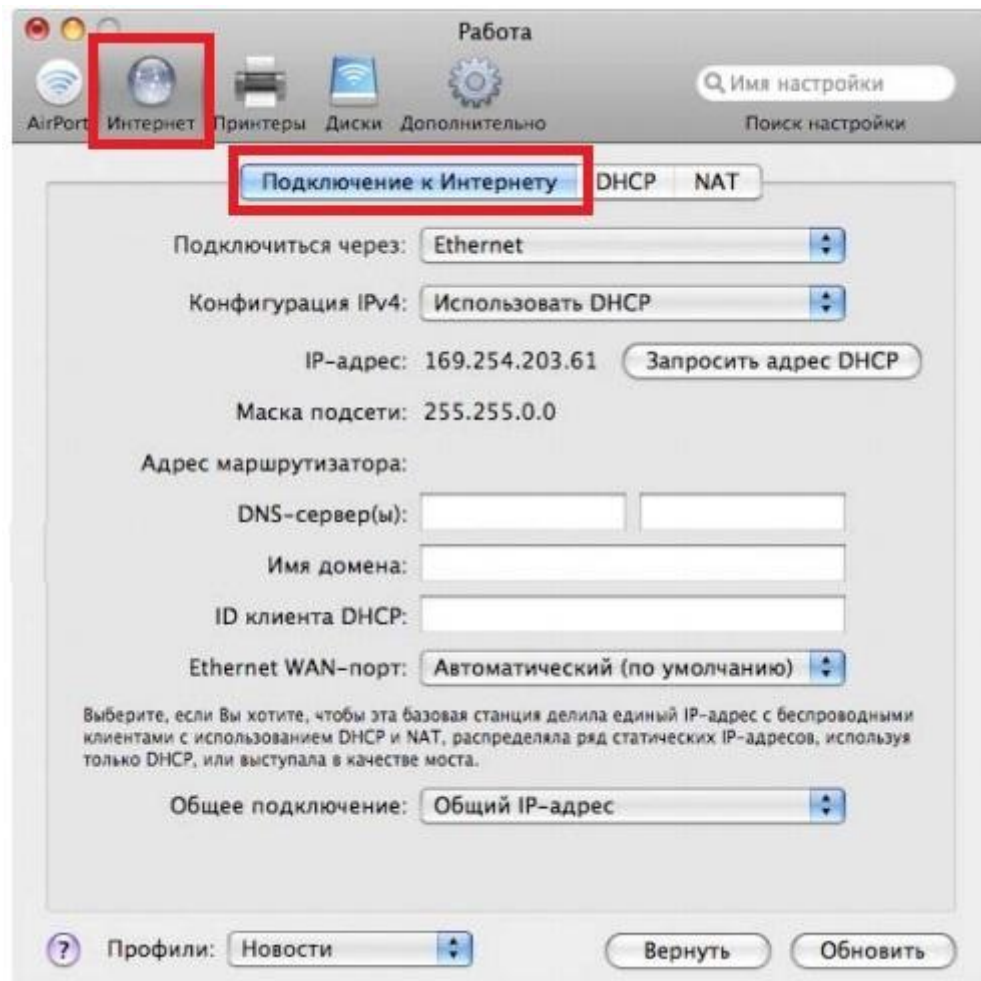 Работа
Имя настройки
AirPort Интернет Принтеры Диски Дополнительно Поиск настройки
Подключение к Интернету DHCP NAT
Подключиться через: Ethernet
Конфигурация IPv4: Использовать DHCP
IP-адрес: 169.254.203.61 Запросить адрес DHCP
Маска подсети: 255.255.0.0
Адрес маршрутизатора:
DNS-сервер(ы):
Имя домена:
ID клиента DHCP:
Ethernet WAN-порт: Автоматический (по умолчанию)
Выберите, если Вы хотите, чтобы эта базовая станция делила единый IP-адрес с беспроводными
клиентами с использованием DHCP и NAT, распределяла ряд статических IP-адресов, используя
только DHCP, или выступала в качестве моста.
Общее подключение: Общий IP-адрес
? Профили: Новости Вернуть Обновить